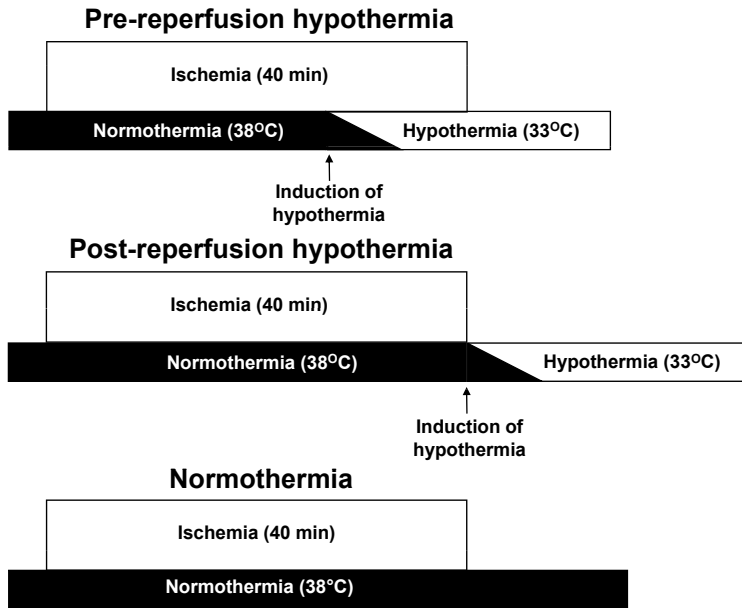 Pre-reperfusion hypothermia
Ischemia (40 min)
Normothermia (38ᴼC) Hypothermia (33ᴼC)
Induction of
hypothermia
Post-reperfusion hypothermia
Ischemia (40 min)
Normothermia (38ᴼC) Hypothermia (33ᴼC)
Induction of
hypothermia
Normothermia
Ischemia (40 min)
Normothermia (38°C)